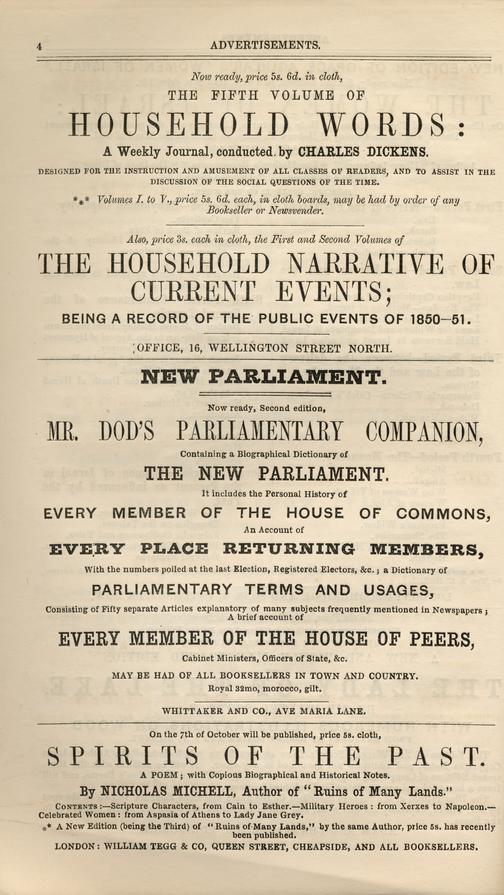 4 ADVERTISEMENTS.
Now ready, price 5s. 6d. in cloth,
THE FIFTH VOLUME OF
HOUSEHOLD WORDS:
A Weekly Journal, conducted by CHARLES DICKENS.
DESIGNED FOR THE INSTRUCTION AND AMUSEMENT OF ALL CLASSES OF READERS, AND TO ASSIST IN THE
DISCUSSION OF THE SOCIAL QUESTIONS OF THE TIME.
*** Volumes I. to V., price 5s. 6d. each, in cloth boards, may be had by order of any
Bookseller or Newsvender.
Also, price 3s. each in cloth, the First and Second Volumes of
THE HOUSEHOLD NARRATIVE OF
CURRENT EVENTS;
BEING A RECORD OF THE PUBLIC EVENTS OF 1850—51.
OFFICE, 16, WELLINGTON STREET NORTH.
NEW PARLIAMENT.
Now ready, Second edition,
MR. DOD'S PARLIAMENTARY COMPANION,
Containing a Biographical Dictionary of
THE NEW PARLIAMENT.
It includes the Personal History of
EVERY MEMBER OF THE HOUSE OF COMMONS,
An Account of
EVERY PLACE RETURNING MEMBERS,
With the numbers polled at the last Election, Registered Electors, &c.; a Dictionary of
PARLIAMENTARY TERMS AND USAGES,
Consisting of Fifty separate Articles explanatory of many subjects frequently mentioned in Newspapers;
A brief account of
EVERY MEMBER OF THE HOUSE OF PEERS,
Cabinet Ministers, Officers of State, &c.
MAY BE HAD OF ALL BOOKSELLERS IN TOWN AND COUNTRY.
Royal 32mo, morocco, gilt.
WHITTAKER AND CO., AVE MARIA LANE.
On the 7th of October will be published, price 5s. cloth,
SPIRITS OF THE PAST.
A POEM; with Copious Biographical and Historical Notes.
By NICHOLAS MICHELL, Author of "Ruins of Many Lands."
CONTENTS:—Scripture Characters, from Cain to Esther.—Military Heroes: from Xerxes to Napoleon.—
Celebrated Women: from Aspasia of Athens to Lady Jane Grey.
*** A New Edition (being the Third) of "Ruins of Many Lands," by the same Author, price 5s. has recently
been published.
LONDON: WILLIAM TEGG & CO, QUEEN STREET, CHEAPSIDE, AND ALL BOOKSELLERS.